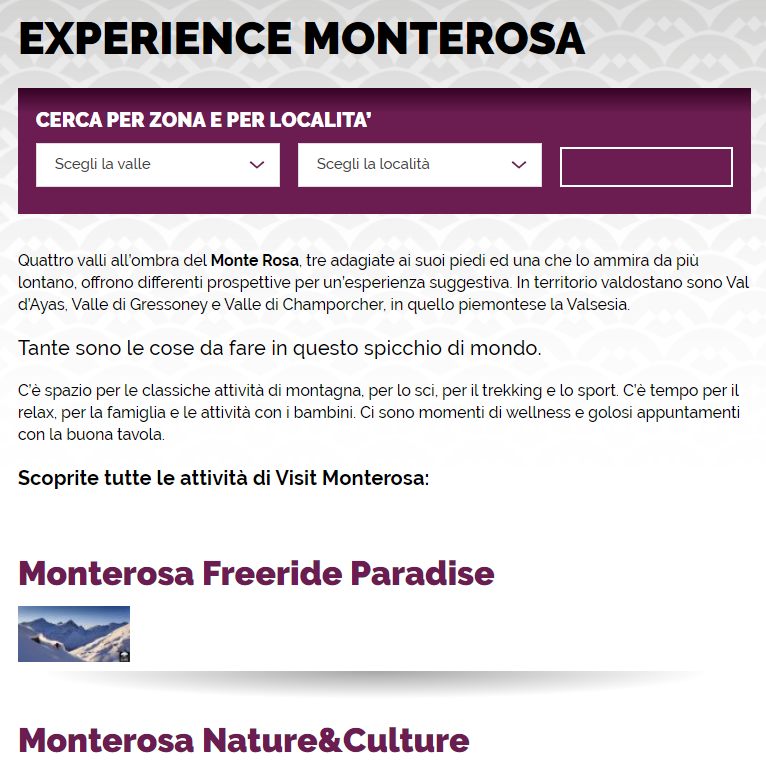 EXPERIENCE MONTEROSA
CERCA PER ZONA E PER LOCALITA’
Scegli la valle
Scegli la località
Quattro valli all’ombra del Monte Rosa, tre adagiate ai suoi piedi ed una che lo ammira da più
lontano, offrono differenti prospettive per un’esperienza suggestiva. In territorio valdostano sono Val
d’Ayas, Valle di Gressoney e Valle di Champorcher, in quello piemontese la Valsesia.
Tante sono le cose da fare in questo spicchio di mondo.
C’è spazio per le classiche attività di montagna, per lo sci, per il trekking e lo sport. C’è tempo per il
relax, per la famiglia e le attività con i bambini. Ci sono momenti di wellness e golosi appuntamenti
con la buona tavola.
Scoprite tutte le attività di Visit Monterosa:
Monterosa Freeride Paradise
Monterosa Nature&Culture